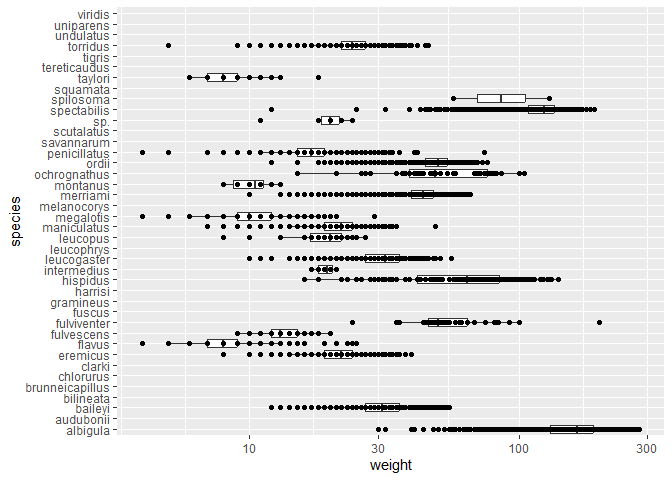 viridis
uniparens
undulatus
torridus
tigris
tereticaudus
taylori
squamata
spilosoma
spectabilis
sp.
scutalatus
savannarum
penicillatus
ordii
ochrognathus
montanus
merriami
melanocorys
megalotis
maniculatus
leucopus
leucophrys
leucogaster
intermedius
hispidus
harrisi
gramineus
fuscus
fulviventer
fulvescens
flavus
eremicus
clarki
chlorurus
brunneicapillus
bilineata
baileyi
audubonii
albigula
species
10 30 100 300
weight